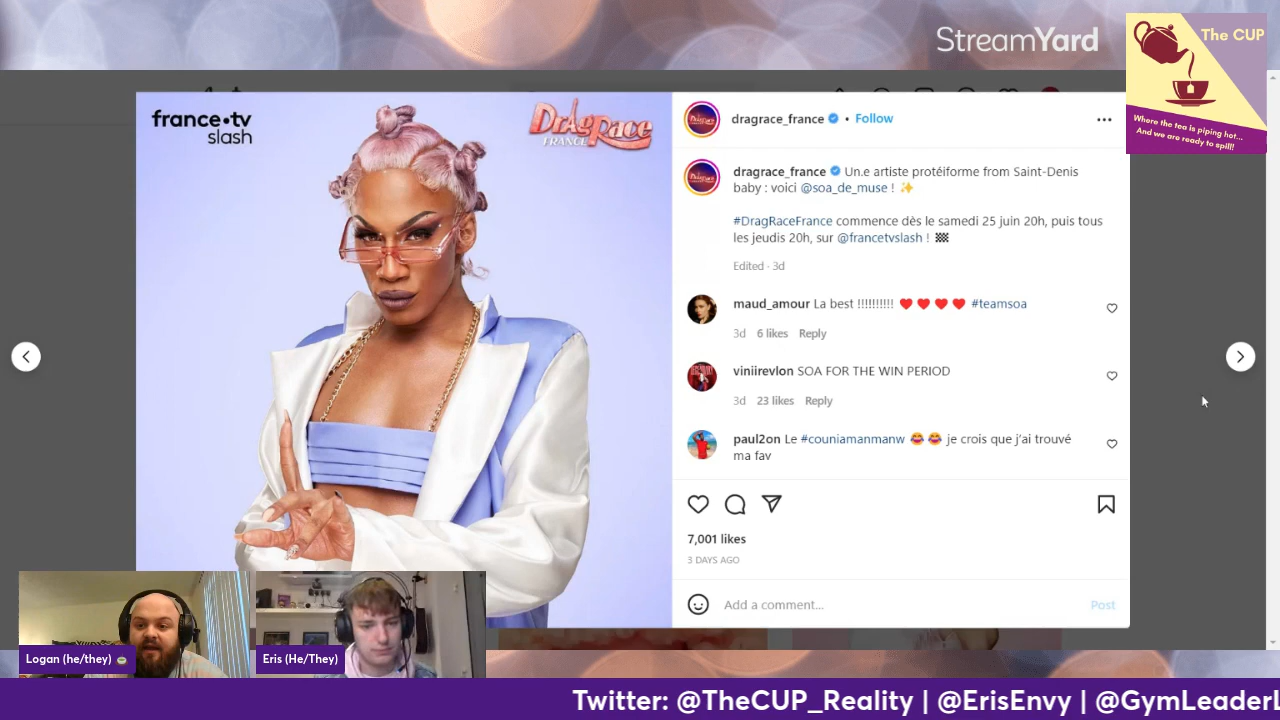 StreamYard
The CUP
Where the tea is piping hot...
And we are ready to spill!
france•tv
slash
Drag Race
FRANCE
dragrace_france • Follow
dragrace_france Un.e artiste protéiforme from Saint-Denis
baby : voici @soa_de_muse ! ✨
#DragRaceFrance commence dès le samedi 25 juin 20h, puis tous
les jeudis 20h, sur @francetvslash ! 🏁
Edited · 3d
maud_amour La best !!!!!!!!!! ❤️ ❤️ ❤️ ❤️ #teamsoa
3d 6 likes Reply
viniirevlon SOA FOR THE WIN PERIOD
3d 23 likes Reply
paul2on Le #couniamanmanw 😂 😂 je crois que j'ai trouvé
ma fav
7,001 likes
3 DAYS AGO
Add a comment... Post
Logan (he/they) 🍵
Eris (He/They)
Twitter: @TheCUP_Reality | @ErisEnvy | @GymLeaderL